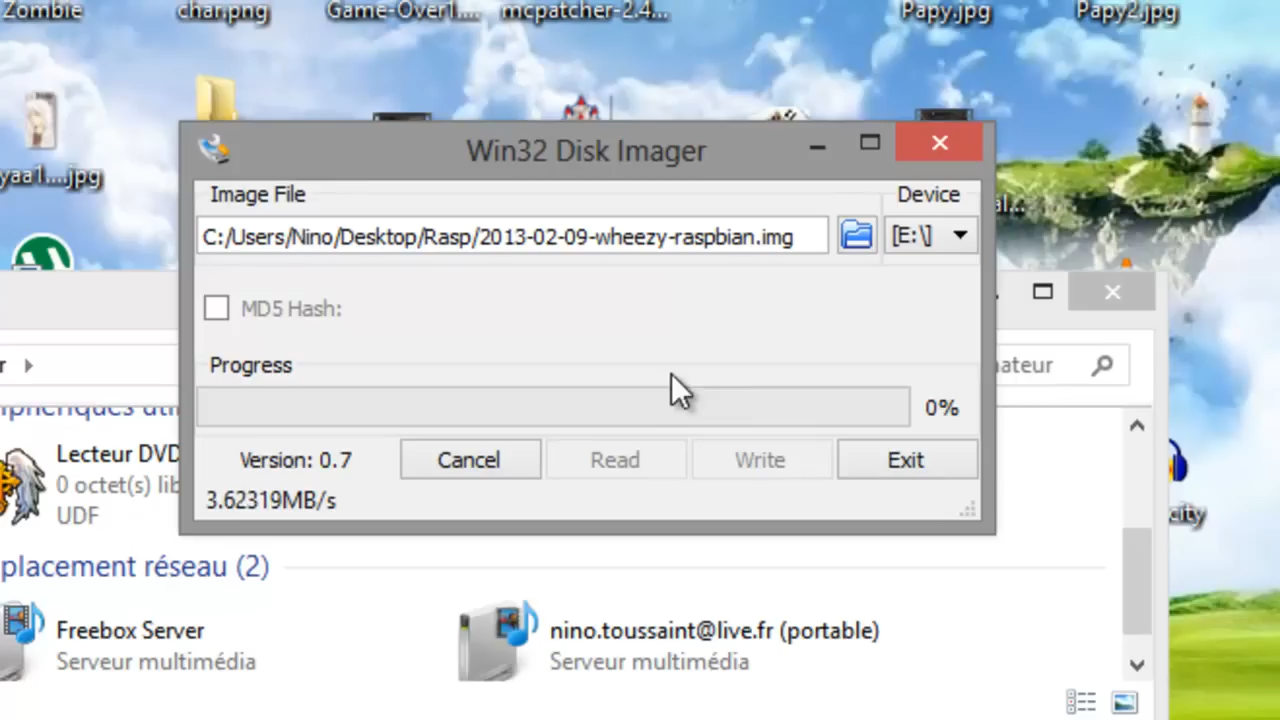 Zombie
char.png
Game-Over1....
mcpatcher-2.4...
Papy.jpg
Papy2.jpg
yaa1....jpg
Win32 Disk Imager
Image File
Device
C:/Users/Nino/Desktop/Rasp/2013-02-09-wheezy-raspbian.img
[E:\]
MD5 Hash:
Progress
0%
Version: 0.7
Cancel
Read
Write
Exit
3.62319MB/s
Lecteur DVD
0 octet(s) lib
UDF
placement réseau (2)
Freebox Server
Serveur multimédia
nino.toussaint@live.fr (portable)
Serveur multimédia